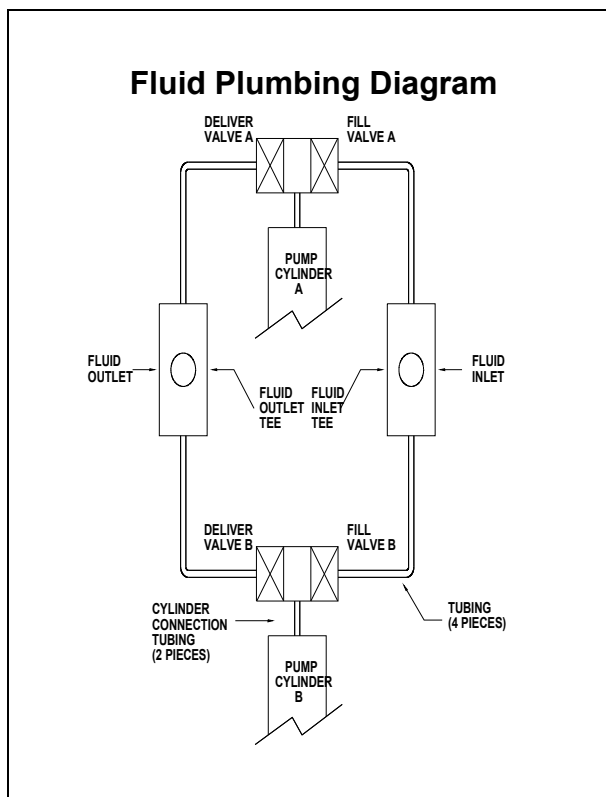 Fluid Plumbing Diagram
DELIVER
VALVE A
FILL
VALVE A
PUMP
CYLINDER
A
FLUID
OUTLET
FLUID
OUTLET
TEE
FLUID
INLET
TEE
FLUID
INLET
DELIVER
VALVE B
FILL
VALVE B
CYLINDER
CONNECTION
TUBING
(2 PIECES)
TUBING
(4 PIECES)
PUMP
CYLINDER
B